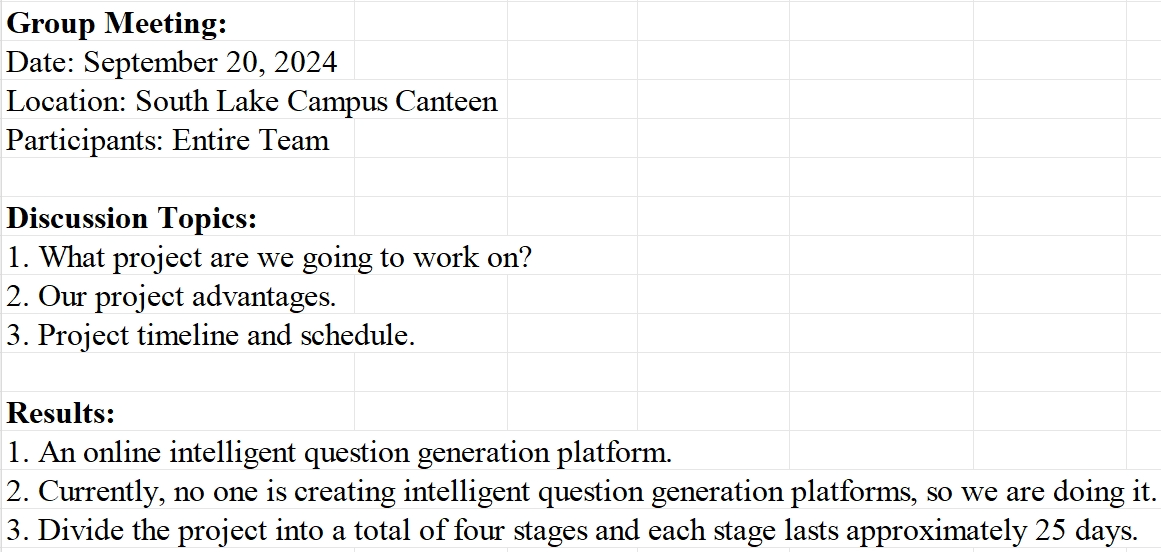 Group Meeting:
Date: September 20, 2024
Location: South Lake Campus Canteen
Participants: Entire Team
Discussion Topics:
1. What project are we going to work on?
2. Our project advantages.
3. Project timeline and schedule.
Results:
1. An online intelligent question generation platform.
2. Currently, no one is creating intelligent question generation platforms, so we are doing it.
3. Divide the project into a total of four stages and each stage lasts approximately 25 days.